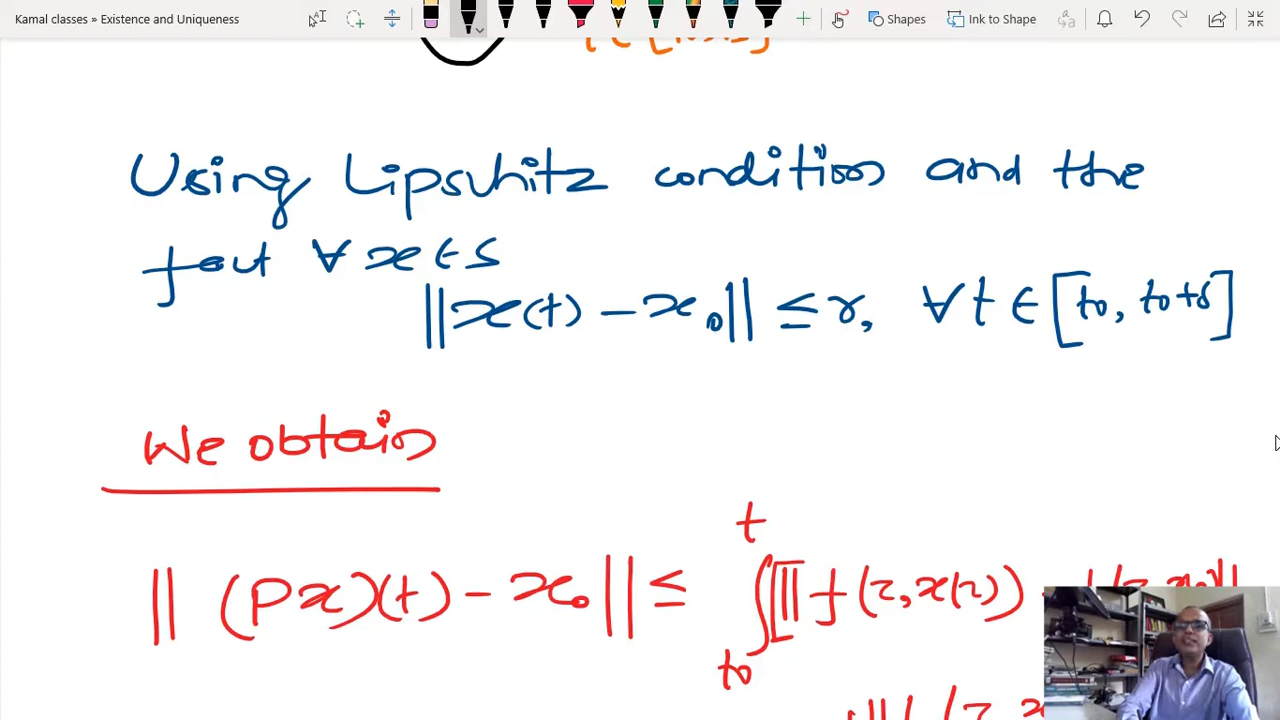 Kamal classes » Existence and Uniqueness
Shapes
Ink to Shape
Using Lipschitz condition and the
fact ∀ x ∈ S
||x(t) - x₀|| ≤ r, ∀ t ∈ [t₀, t₀+δ]
We obtain
|| (Px)(t) - x₀ || ≤ ∫ₜ₀ᵗ [|| f(τ, x(τ)) -